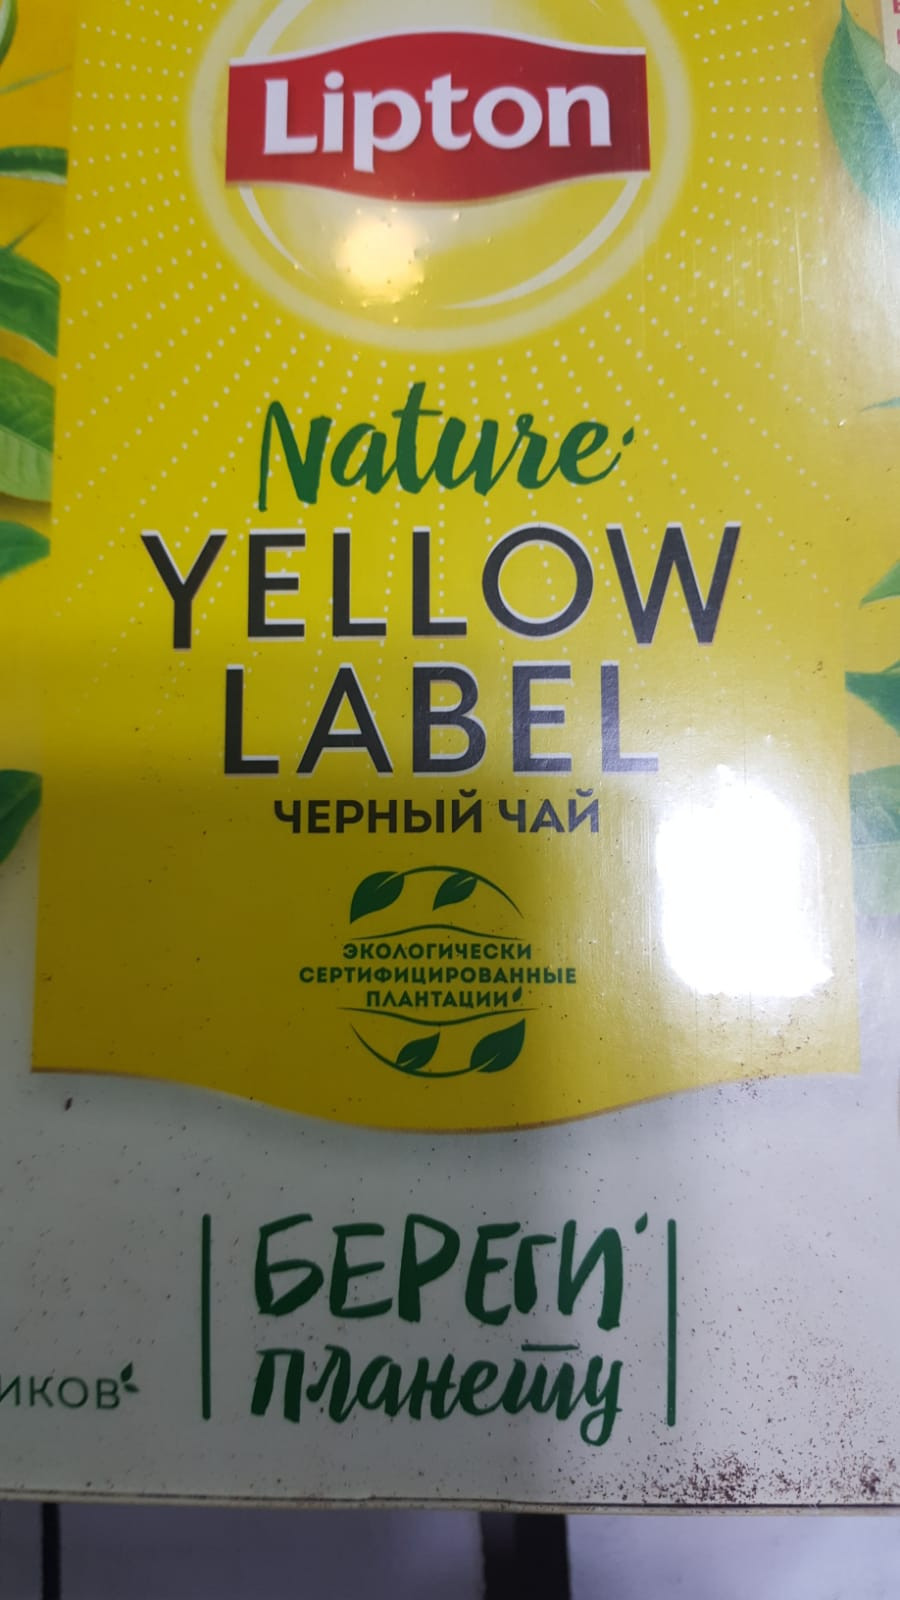 Lipton
Nature
YELLOW
LABEL
ЧЕРНЫЙ ЧАЙ
ЭКОЛОГИЧЕСКИ
СЕРТИФИЦИРОВАННЫЕ
ПЛАНТАЦИИ
БЕРЕГИ
планету